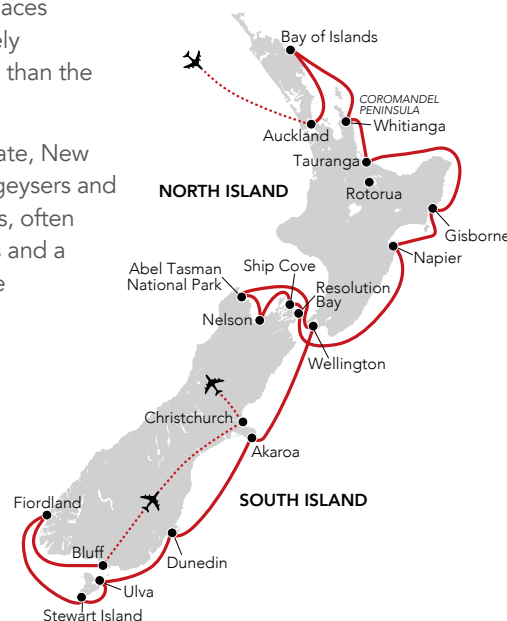 aces
ely
than the
ate, New
geysers and
s, often
s and a
e
Bay of Islands
COROMANDEL
PENINSULA
Whitianga
Auckland
Tauranga
NORTH ISLAND
Rotorua
Gisborne
Napier
Abel Tasman
National Park
Ship Cove
Resolution
Bay
Nelson
Wellington
Christchurch
Akaroa
SOUTH ISLAND
Fiordland
Bluff
Dunedin
Ulva
Stewart Island